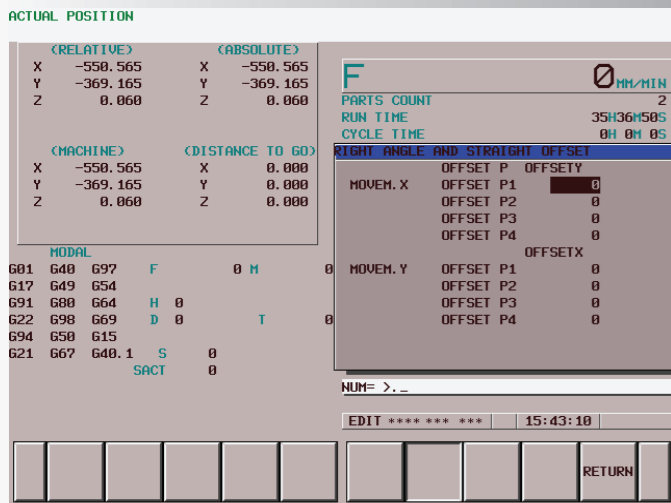 ACTUAL POSITION
(RELATIVE) (ABSOLUTE)
X -550.565 X -550.565
Y -369.165 Y -369.165
Z 0.060 Z 0.060
(MACHINE) (DISTANCE TO GO)
X -550.565 X 0.000
Y -369.165 Y 0.000
Z 0.060 Z 0.000
MODAL
G01 G40 G97 F 0 M 0
G17 G49 G54
G91 G80 G64 H 0
G22 G98 G69 D 0 T 0
G94 G50 G15
G21 G67 G40.1 S 0
SACT 0
F 0 MM/MIN
PARTS COUNT 2
RUN TIME 35H36M50S
CYCLE TIME 0H 0M 0S
RIGHT ANGLE AND STRAIGHT OFFSET
OFFSET P OFFSETY
MOVEM.X OFFSET P1 0
OFFSET P2 0
OFFSET P3 0
OFFSET P4 0
OFFSETX
MOVEM.Y OFFSET P1 0
OFFSET P2 0
OFFSET P3 0
OFFSET P4 0
NUM= >._
EDIT **** *** *** 15:43:10
RETURN